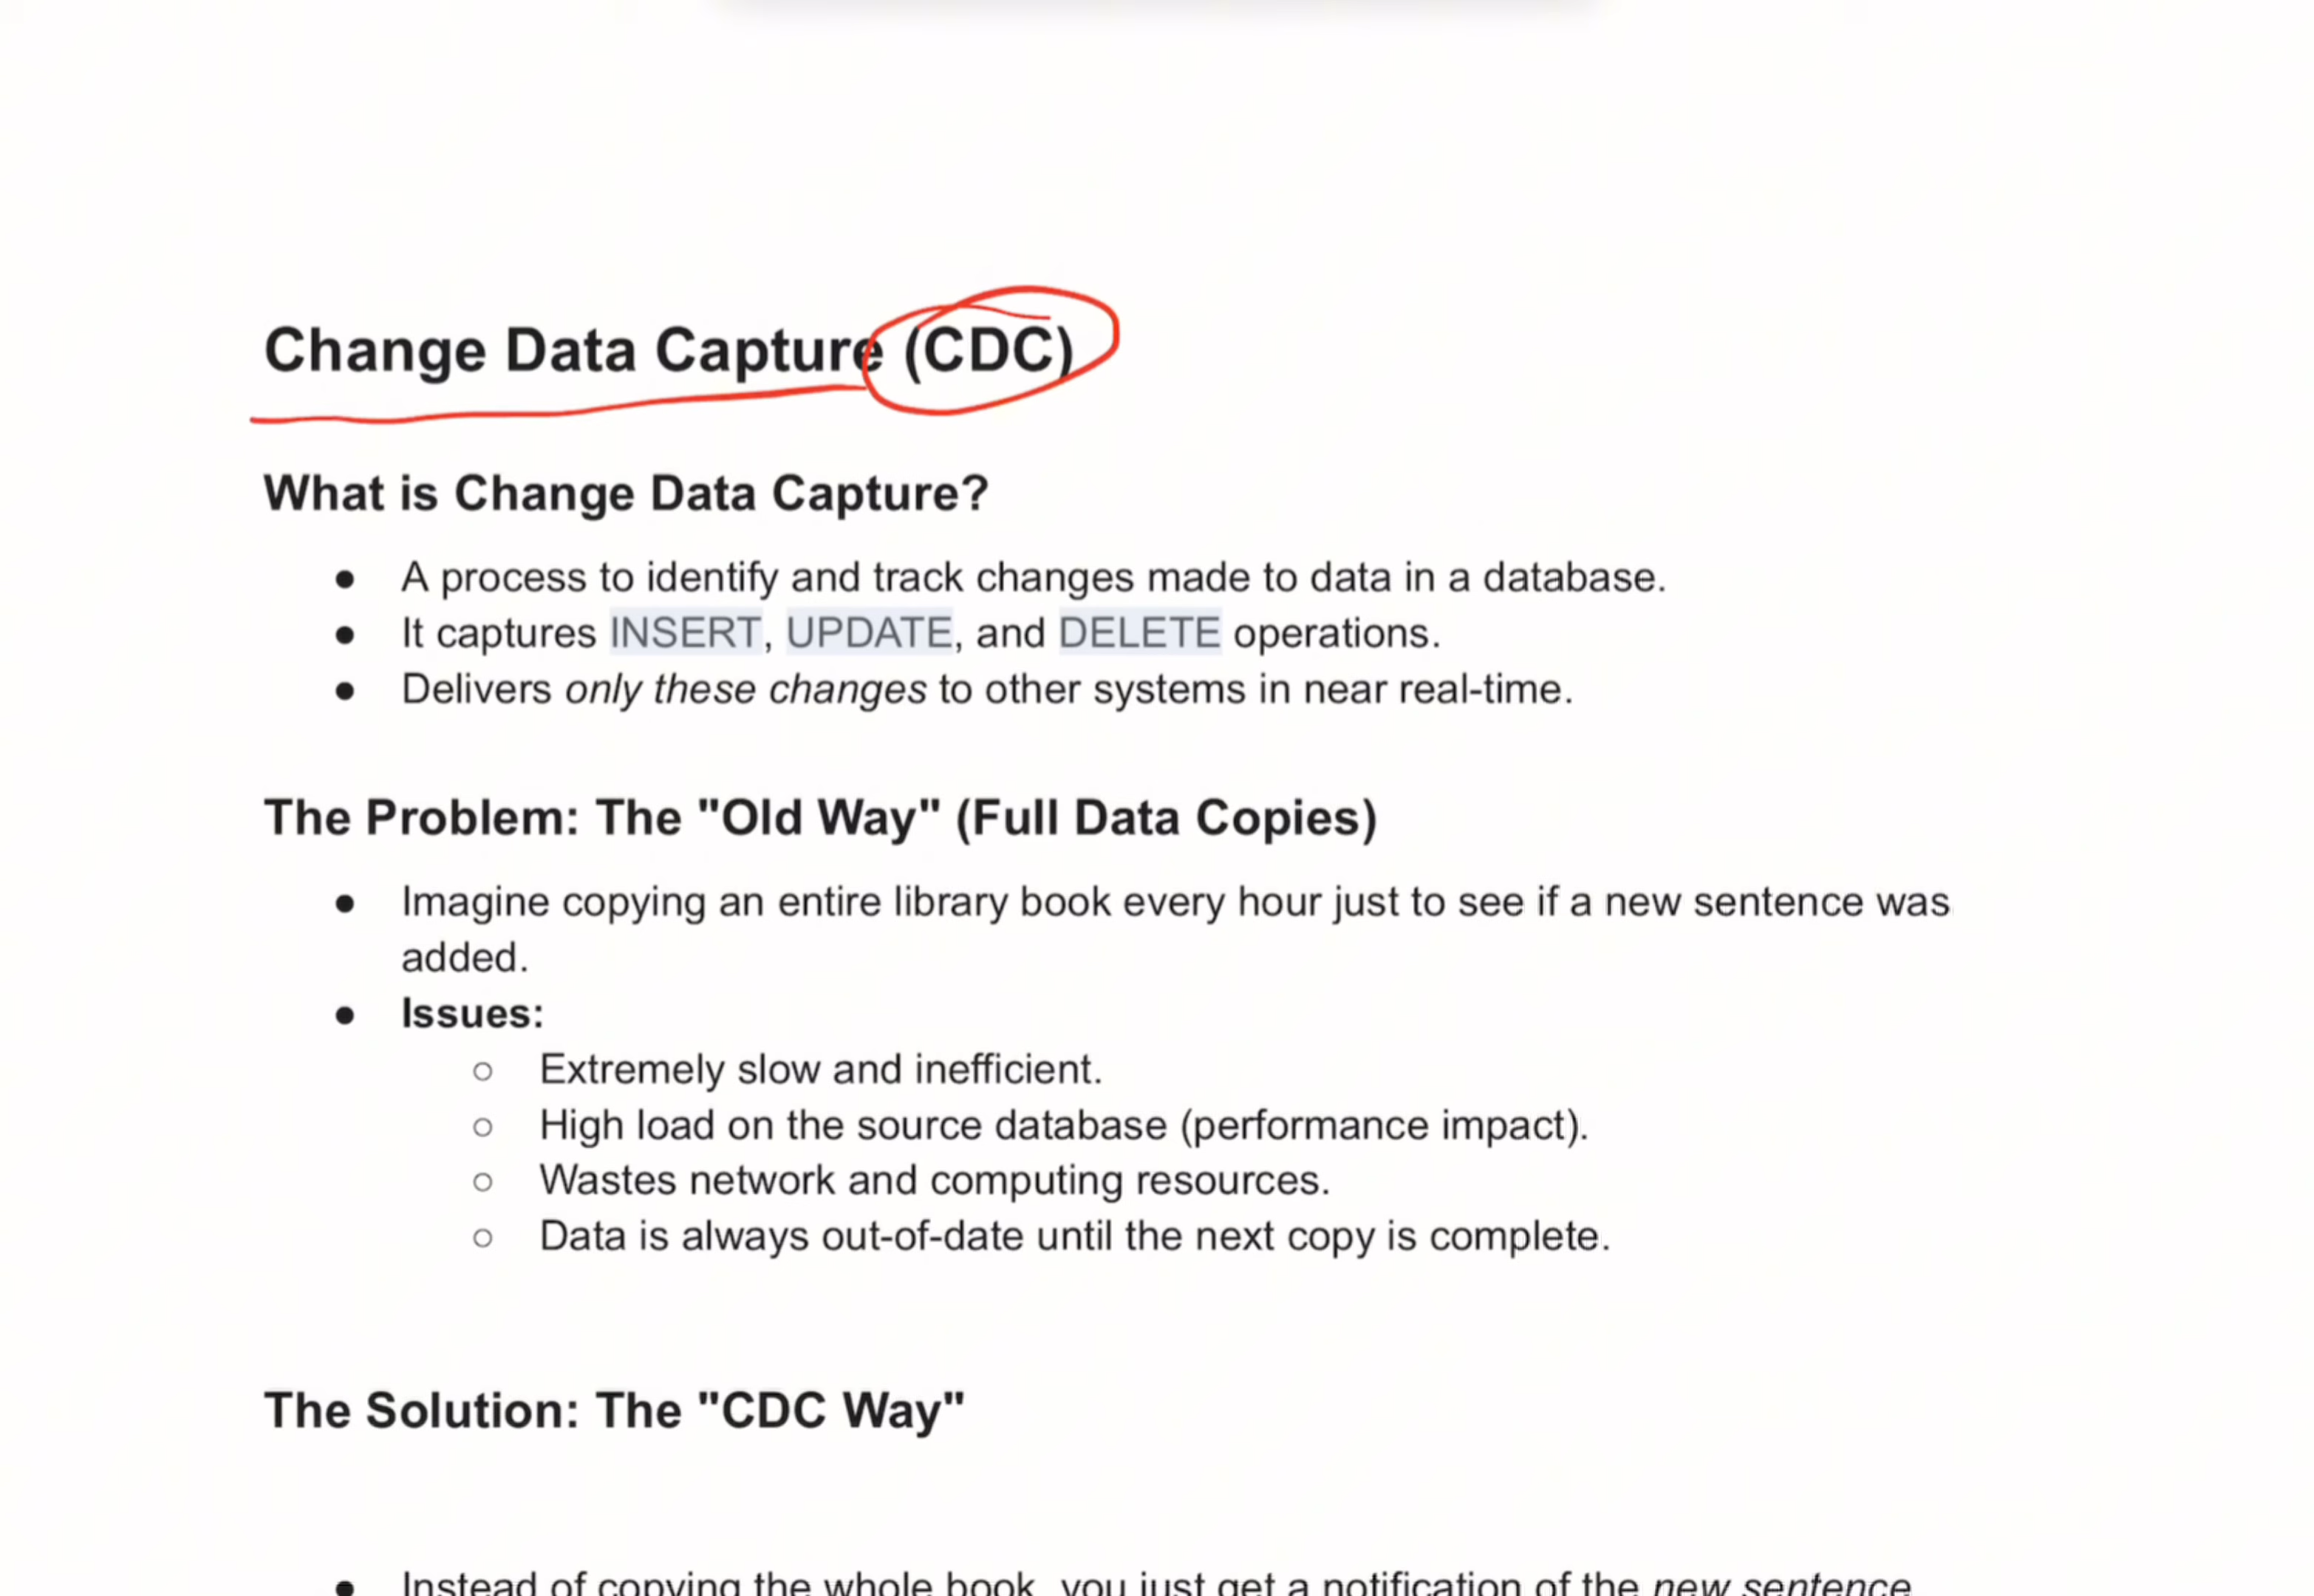 Change Data Capture (CDC)
What is Change Data Capture?
● A process to identify and track changes made to data in a database.
● It captures INSERT, UPDATE, and DELETE operations.
● Delivers only these changes to other systems in near real-time.
The Problem: The "Old Way" (Full Data Copies)
● Imagine copying an entire library book every hour just to see if a new sentence was
added.
● Issues:
○ Extremely slow and inefficient.
○ High load on the source database (performance impact).
○ Wastes network and computing resources.
○ Data is always out-of-date until the next copy is complete.
The Solution: The "CDC Way"
● Instead of copying the whole book, you just get a notification of the new sentence